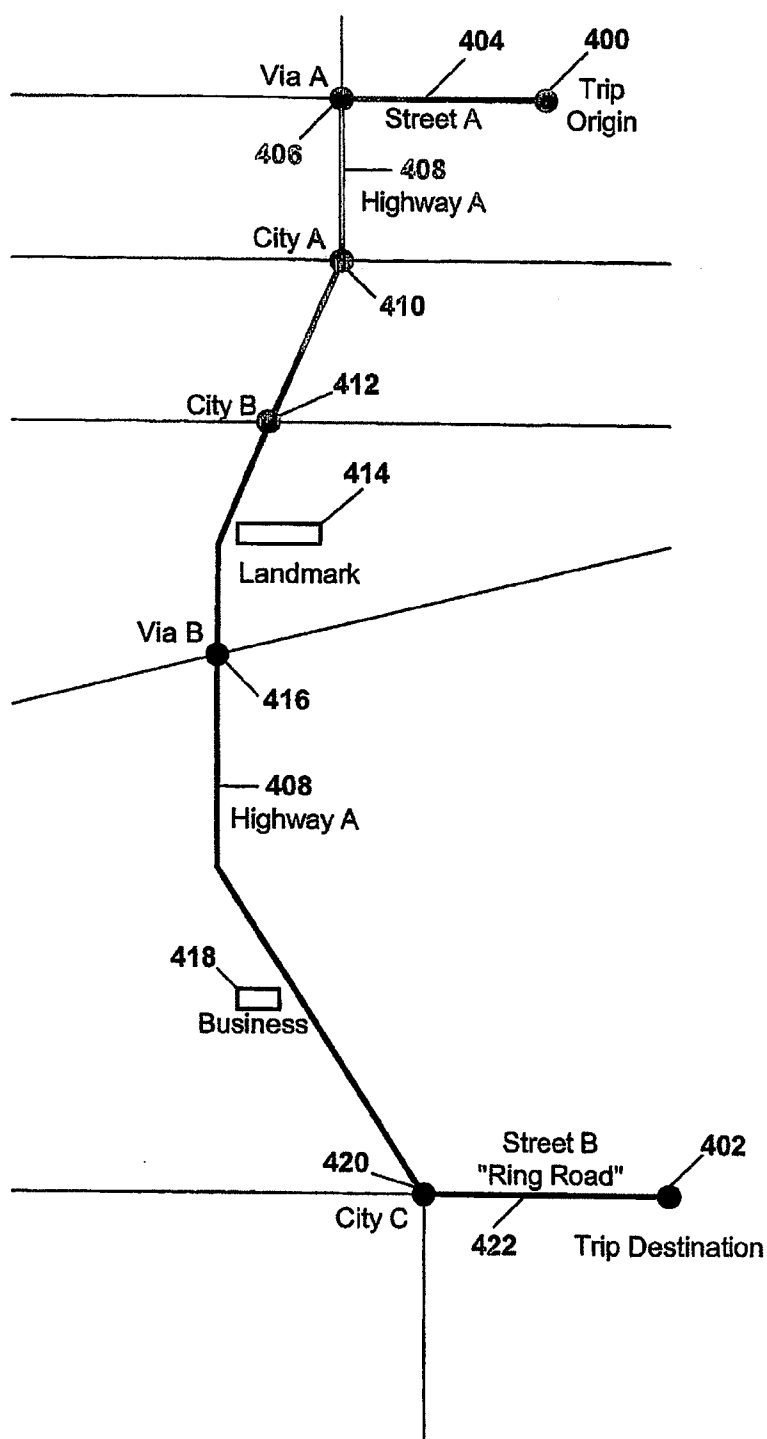 404
400
Via A
Trip
Origin
Street A
406
408
Highway A
City A
410
412
City B
414
Landmark
Via B
416
408
Highway A
418
Business
Street B
"Ring Road"
402
420
City C
422
Trip Destination